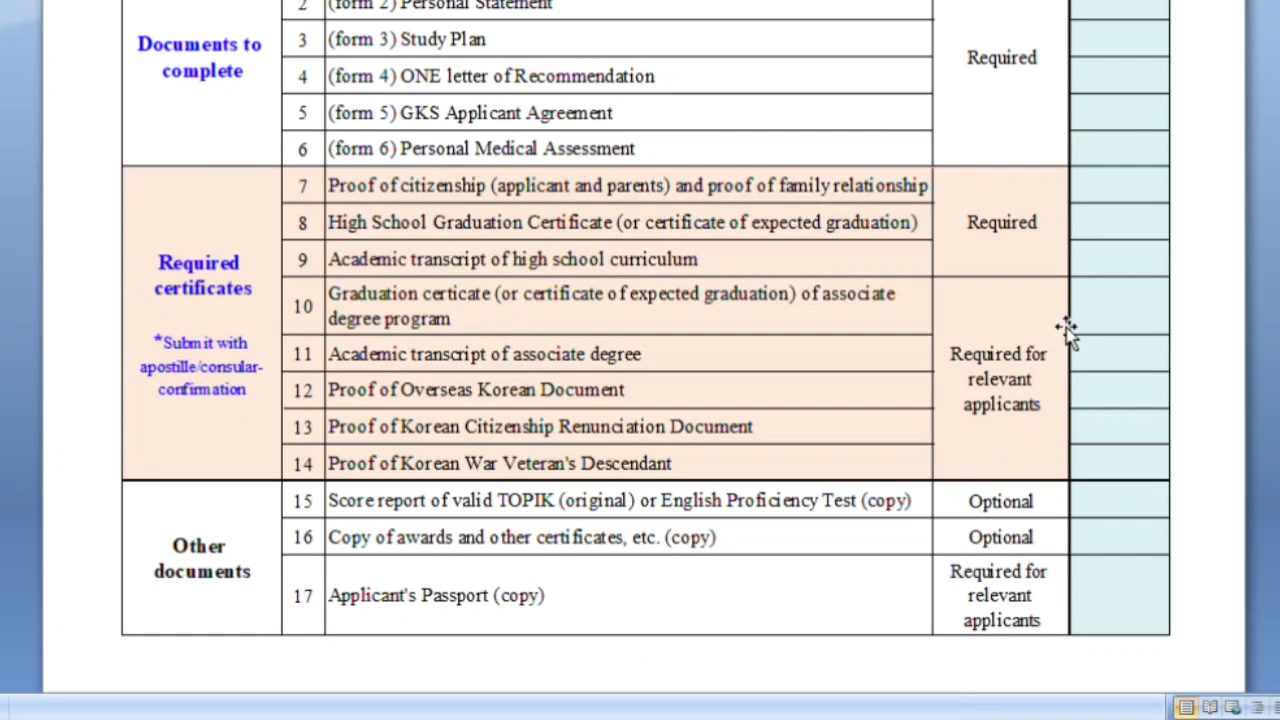 2 (form 2) Personal Statement
Documents to
complete
3 (form 3) Study Plan
Required
4 (form 4) ONE letter of Recommendation
5 (form 5) GKS Applicant Agreement
6 (form 6) Personal Medical Assessment
Required
certificates
*Submit with
apostille/consular-
confirmation
7 Proof of citizenship (applicant and parents) and proof of family relationship
8 High School Graduation Certificate (or certificate of expected graduation)
Required
9 Academic transcript of high school curriculum
10 Graduation certicate (or certificate of expected graduation) of associate
degree program
11 Academic transcript of associate degree
Required for
relevant
applicants
12 Proof of Overseas Korean Document
13 Proof of Korean Citizenship Renunciation Document
14 Proof of Korean War Veteran's Descendant
Other
documents
15 Score report of valid TOPIK (original) or English Proficiency Test (copy)
Optional
16 Copy of awards and other certificates, etc. (copy)
Optional
17 Applicant's Passport (copy)
Required for
relevant
applicants